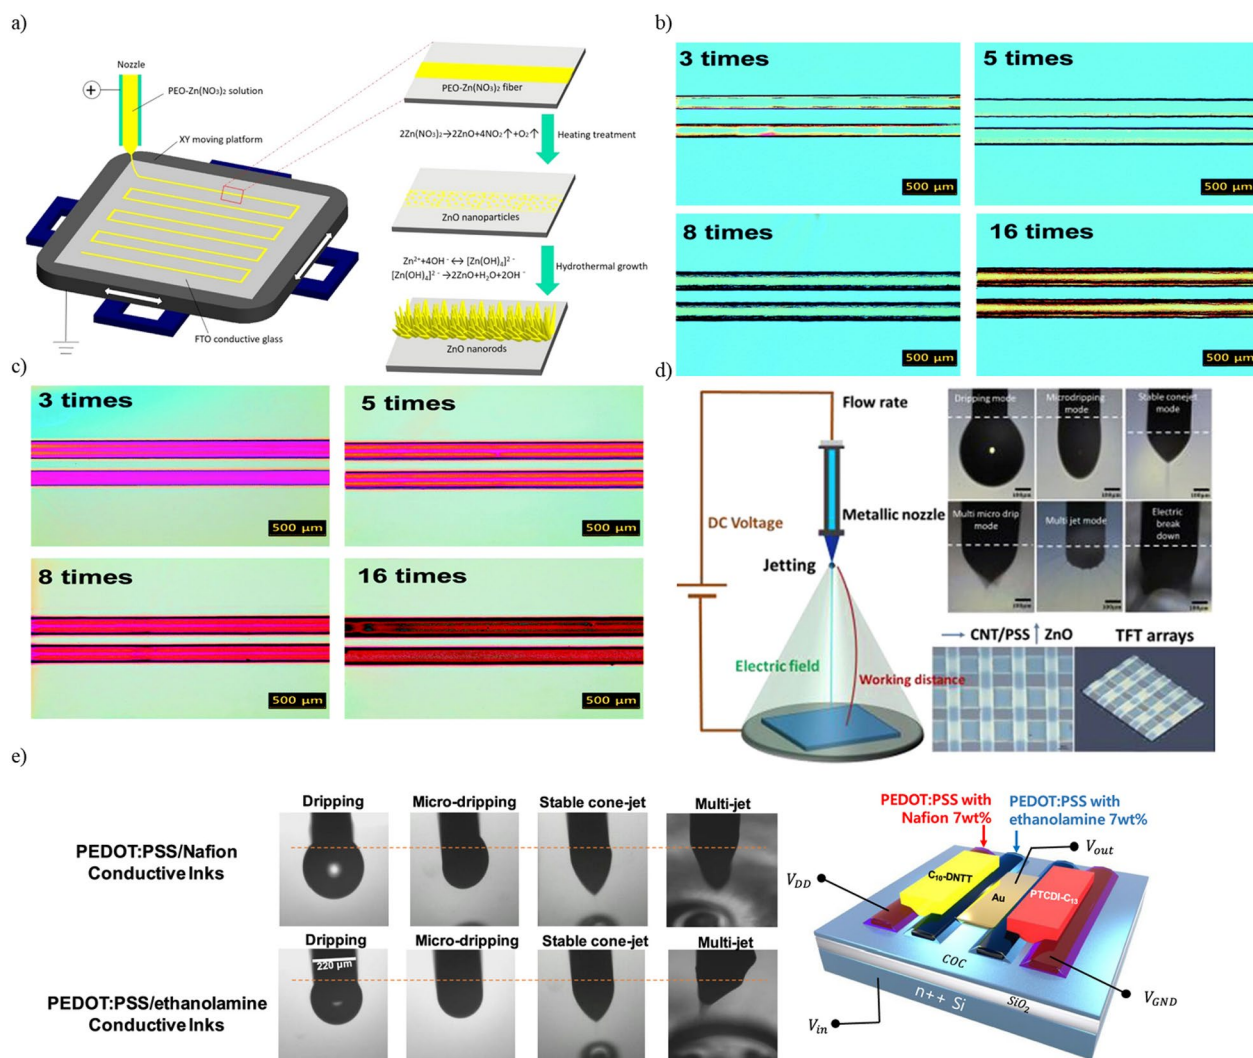 a)
Nozzle
+
PEO-Zn(NO₃)₂ solution
XY moving platform
FTO conductive glass
PEO-Zn(NO₃)₂ fiber
2Zn(NO₃)₂→2ZnO+4NO₂↑+O₂↑
Heating treatment
ZnO nanoparticles
Zn²⁺+4OH⁻↔ [Zn(OH)₄]²⁻
[Zn(OH)₄]²⁻→2ZnO+H₂O+2OH⁻
Hydrothermal growth
ZnO nanorods
b)
3 times
500 µm
5 times
500 µm
8 times
500 µm
16 times
500 µm
c)
3 times
500 µm
5 times
500 µm
8 times
500 µm
16 times
500 µm
d)
Flow rate
DC Voltage
Metallic nozzle
Jetting
Electric field
Working distance
Dripping mode
100µm
Microdripping
mode
100µm
Stable conejet
mode
100µm
Multi micro drip
mode
100µm
Multi jet mode
100µm
Electric
break
down
100µm
CNT/PSS
ZnO
TFT arrays
e)
PEDOT:PSS/Nafion
Conductive Inks
Dripping
Micro-dripping
Stable cone-jet
Multi-jet
PEDOT:PSS/ethanolamine
Conductive Inks
Dripping
220 µm
Micro-dripping
Stable cone-jet
Multi-jet
PEDOT:PSS with
Nafion 7wt%
PEDOT:PSS with
ethanolamine 7wt%
V_out
V_DD
C₁₀-DNTT
Au
PTCDI-C₁₃
COC
SiO₂
n++ Si
V_GND
V_in